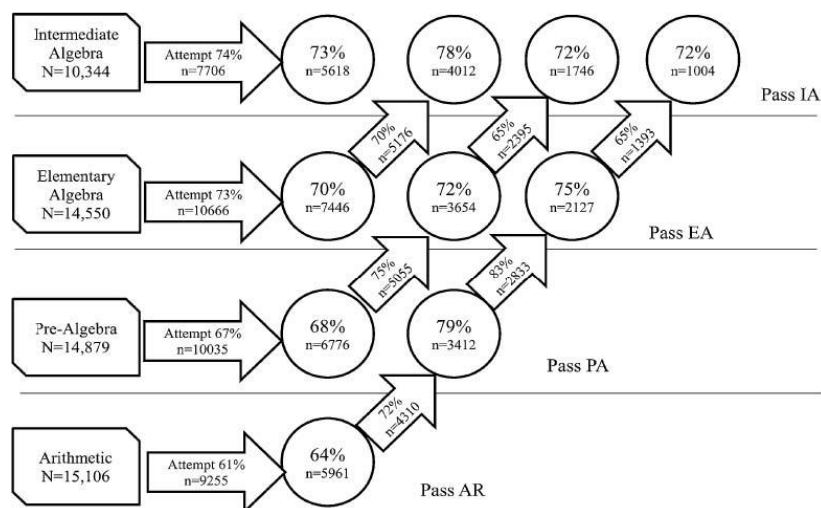 Intermediate
Algebra
N=10,344
Attempt 74%
n=7706
73%
n=5618
78%
n=4012
72%
n=1746
72%
n=1004
Pass IA
70%
n=5176
65%
n=2395
65%
n=1393
Elementary
Algebra
N=14,550
Attempt 73%
n=10666
70%
n=7446
72%
n=3654
75%
n=2127
Pass EA
75%
n=5055
83%
n=2833
Pre-Algebra
N=14,879
Attempt 67%
n=10035
68%
n=6776
79%
n=3412
Pass PA
72%
n=4310
Arithmetic
N=15,106
Attempt 61%
n=9255
64%
n=5961
Pass AR